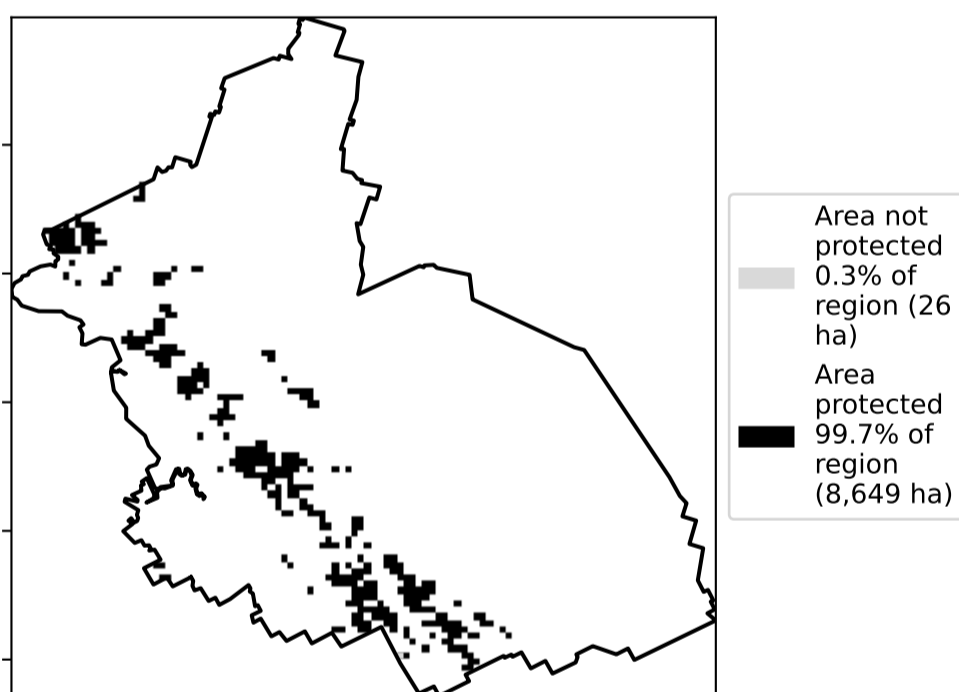 Area not
protected
0.3% of
region (26
ha)
Area
protected
99.7% of
region
(8,649 ha)